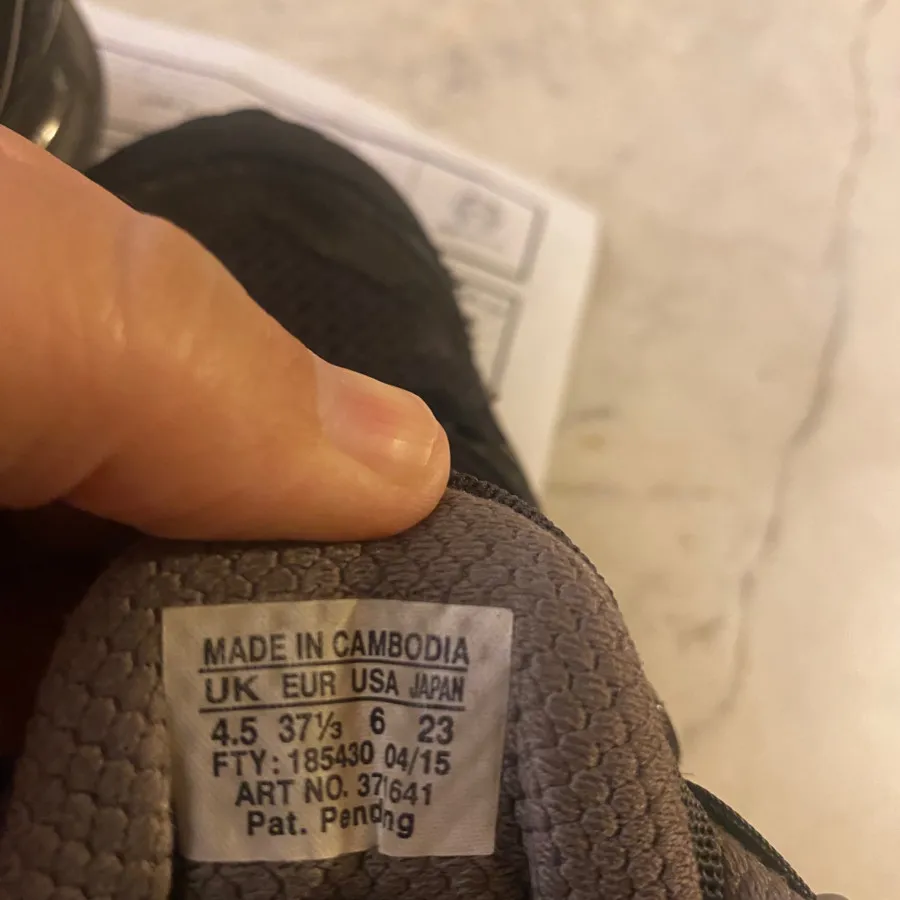 MADE IN CAMBODIA
UK EUR USA JAPAN
4.5 37⅓ 6 23
FTY: 185430 04/15
ART NO. 371641
Pat. Pending